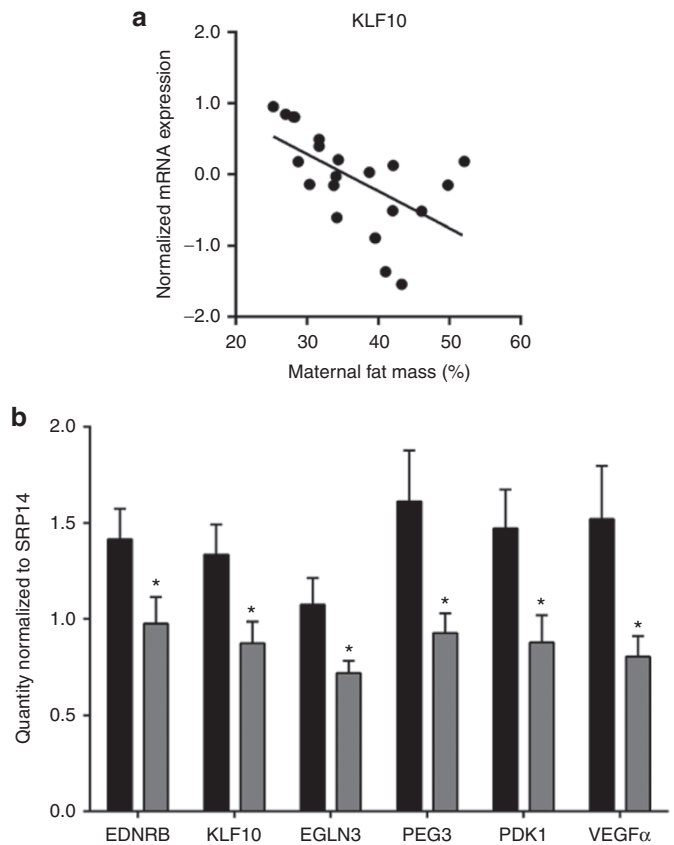 a
KLF10
2.0
1.0
0.0
–1.0
–2.0
Normalized mRNA expression
20 30 40 50 60
Maternal fat mass (%)
b
2.0
1.5
1.0
0.5
0.0
Quantity normalized to SRP14
* * * * * *
EDNRB KLF10 EGLN3 PEG3 PDK1 VEGFα